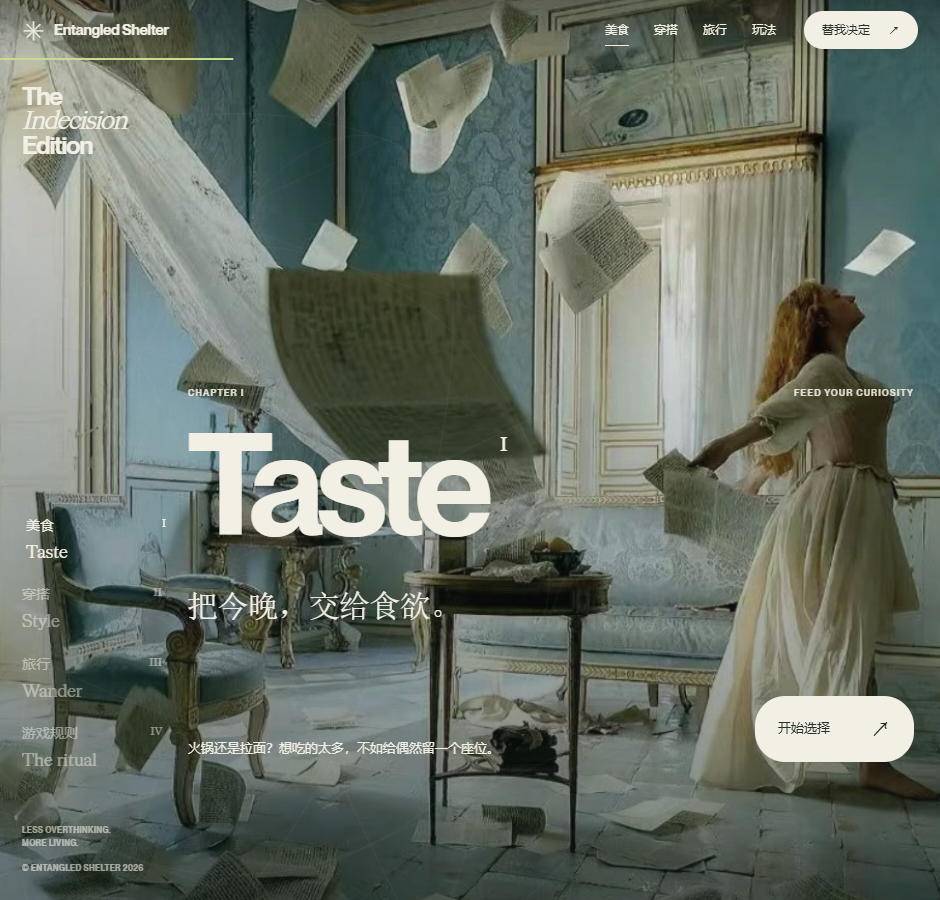 Entangled Shelter
美食 穿搭 旅行 玩法 替我决定 ↗
The
Indecision
Edition
CHAPTER I
FEED YOUR CURIOSITY
Taste I
美食 I
Taste
穿搭 II
Style
旅行 III
Wander
游戏规则 IV
The ritual
把今晚，交给食欲。
火锅还是拉面？想吃的太多，不如给偶然留一个座位。
开始选择 ↗
LESS OVERTHINKING.
MORE LIVING.
© ENTANGLED SHELTER 2026